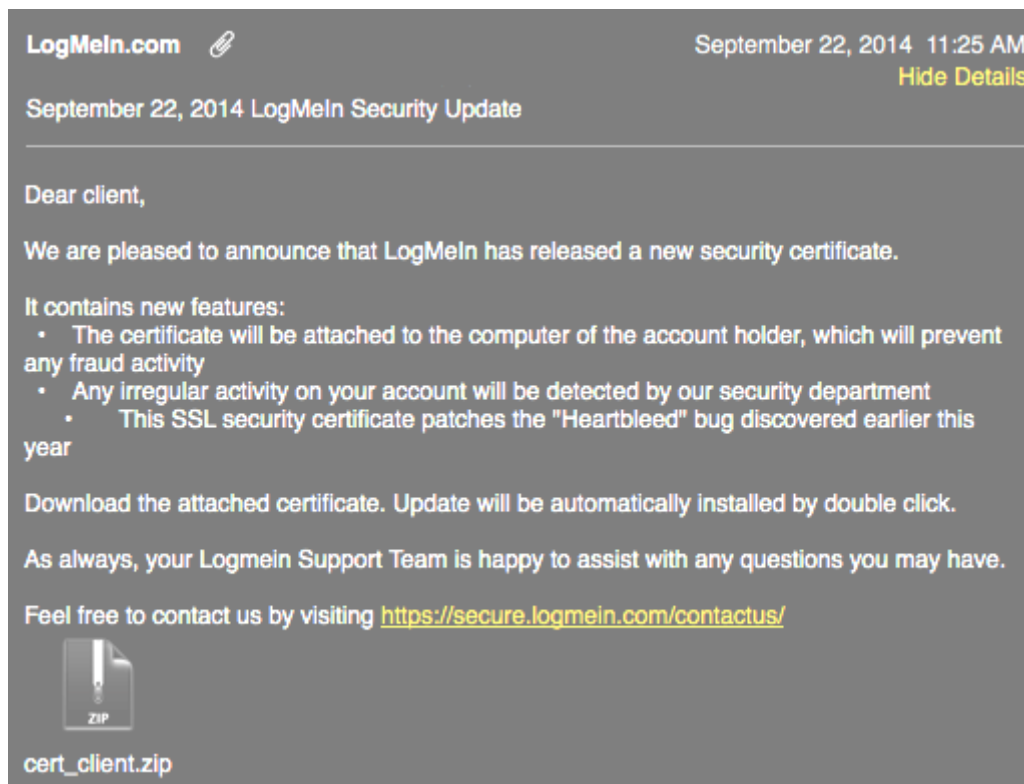 LogMeIn.com
September 22, 2014 11:25 AM
Hide Details
September 22, 2014 LogMeIn Security Update
Dear client,
We are pleased to announce that LogMeIn has released a new security certificate.
It contains new features:
• The certificate will be attached to the computer of the account holder, which will prevent
any fraud activity
• Any irregular activity on your account will be detected by our security department
• This SSL security certificate patches the "Heartbleed" bug discovered earlier this
year
Download the attached certificate. Update will be automatically installed by double click.
As always, your Logmein Support Team is happy to assist with any questions you may have.
Feel free to contact us by visiting https://secure.logmein.com/contactus/
ZIP
cert_client.zip